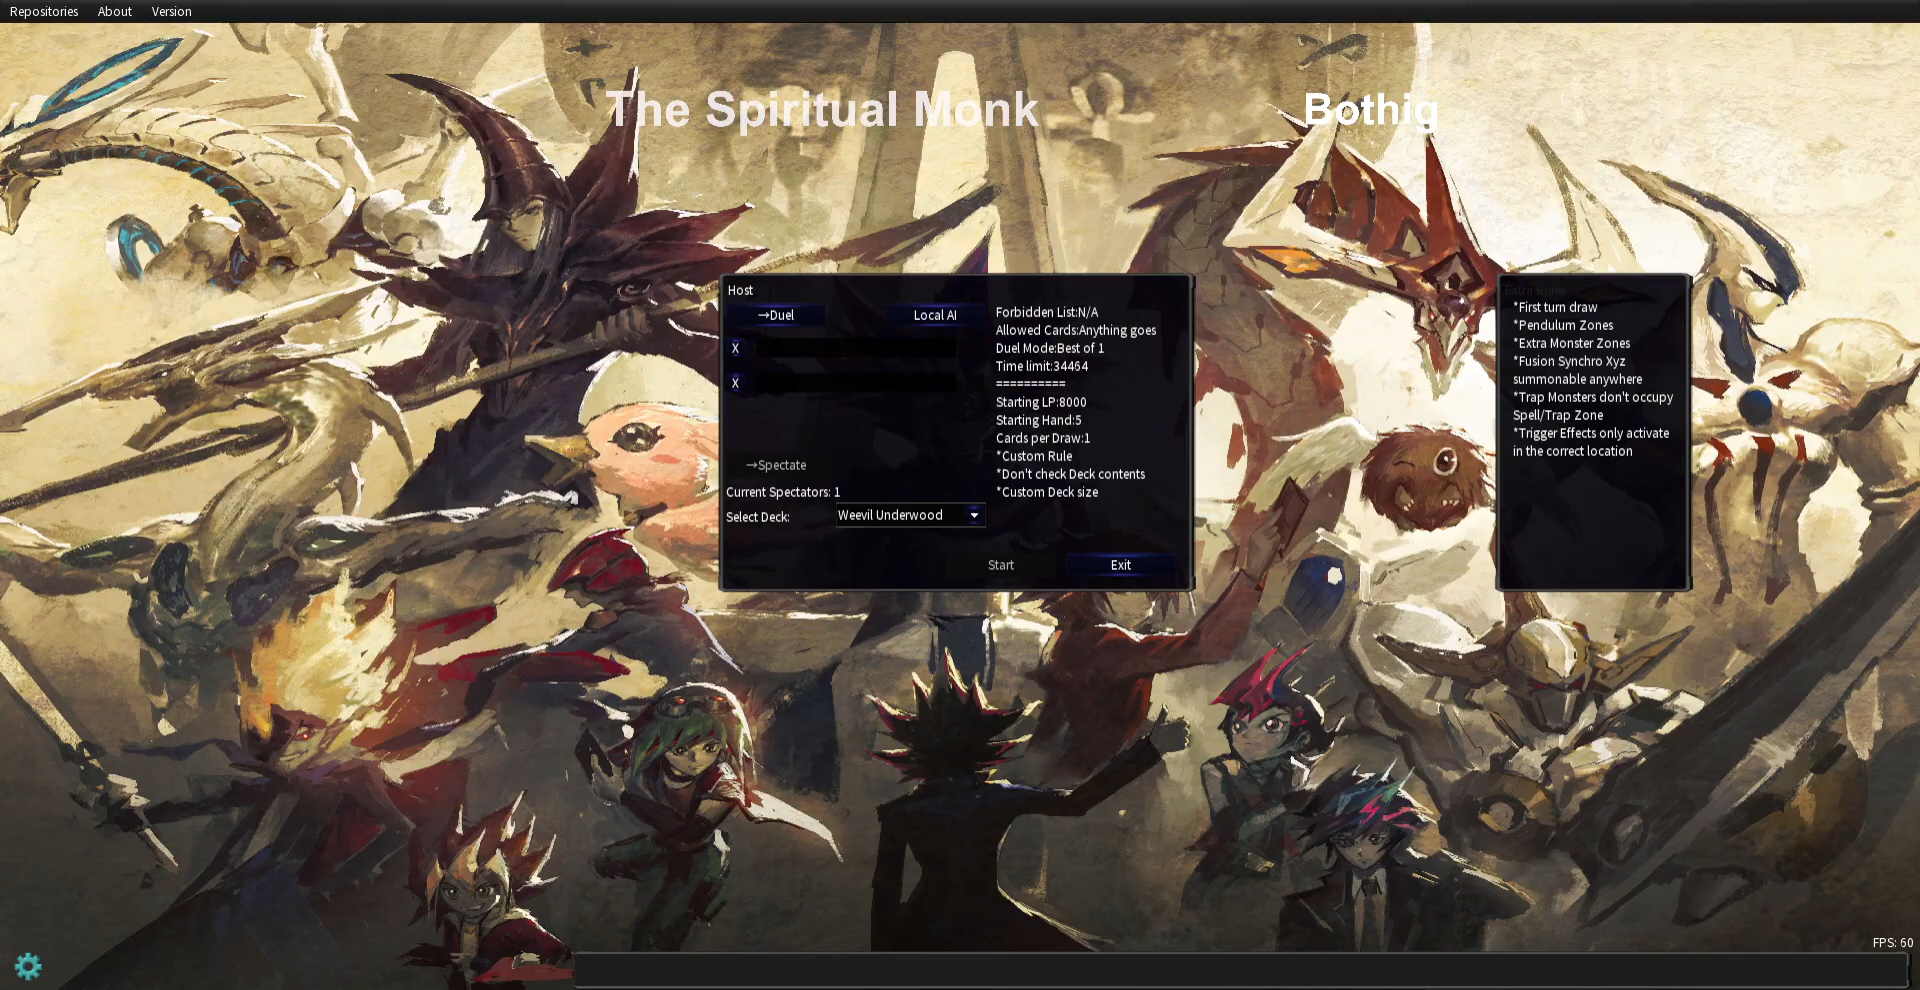 Repositories About Version
The Spiritual Monk Bothig
Host
→Duel Local AI
X
X
→Spectate
Current Spectators: 1
Select Deck: Weevil Underwood
Forbidden List:N/A
Allowed Cards:Anything goes
Duel Mode:Best of 1
Time limit:34464
==========
Starting LP:8000
Starting Hand:5
Cards per Draw:1
*Custom Rule
*Don't check Deck contents
*Custom Deck size
Start Exit
Extra Rules
*First turn draw
*Pendulum Zones
*Extra Monster Zones
*Fusion Synchro Xyz
summonable anywhere
*Trap Monsters don't occupy
Spell/Trap Zone
*Trigger Effects only activate
in the correct location
FPS: 60